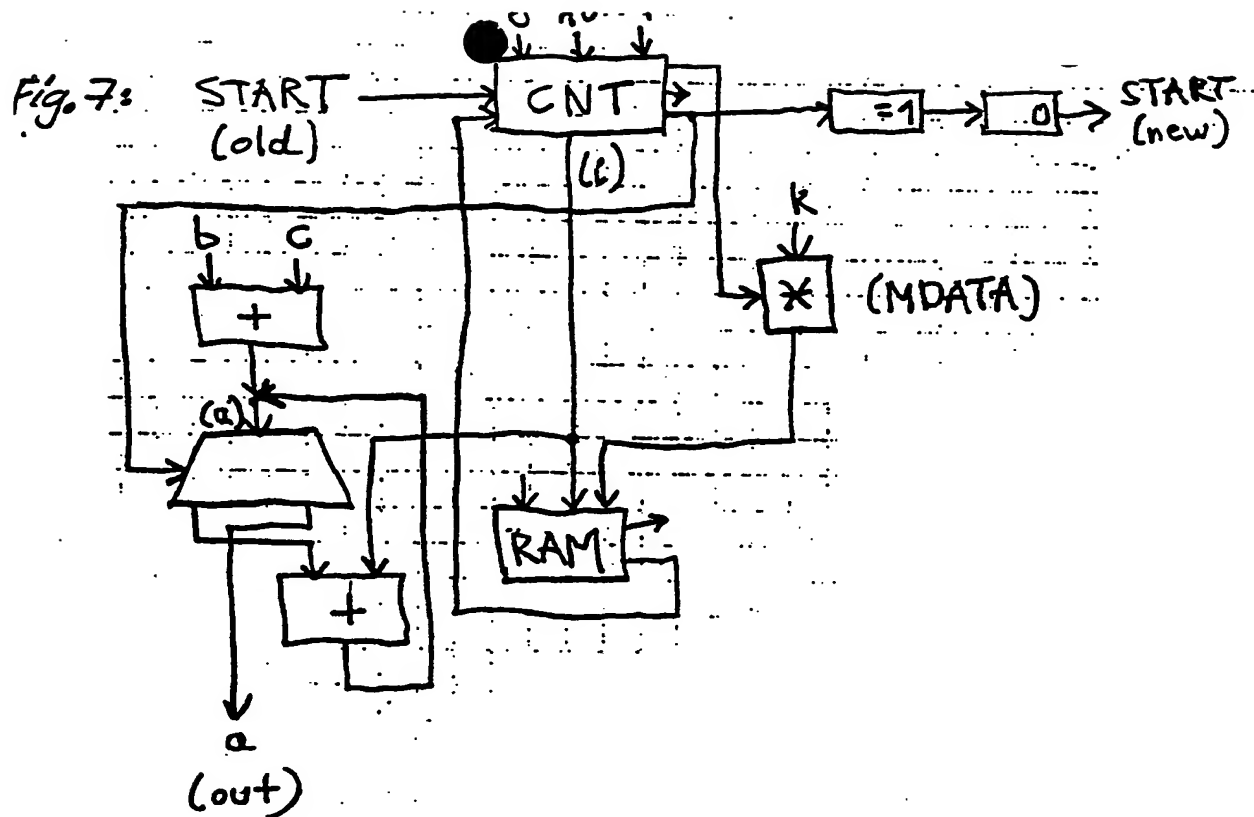 Fig. 7:
START
(old)
CNT
=1
0
START
(new)
k
b c
+
*
(MDATA)
(a)
RAM
+
a
(out)